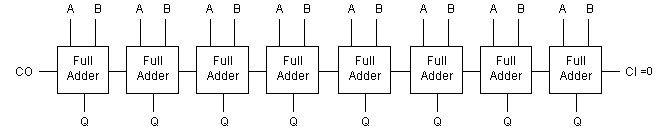 A B A B A B A B A B A B A B A B
Full Full Full Full Full Full Full Full
CO Adder Adder Adder Adder Adder Adder Adder Adder CI =0
Q Q Q Q Q Q Q Q